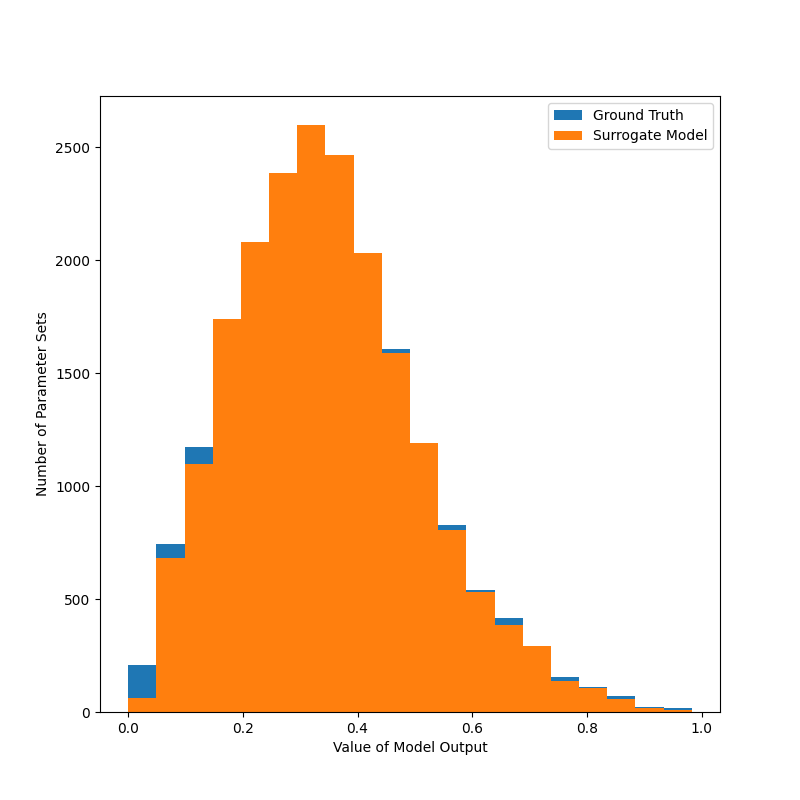 Ground Truth
Surrogate Model
2500
2000
1500
1000
500
0
Number of Parameter Sets
0.0 0.2 0.4 0.6 0.8 1.0
Value of Model Output